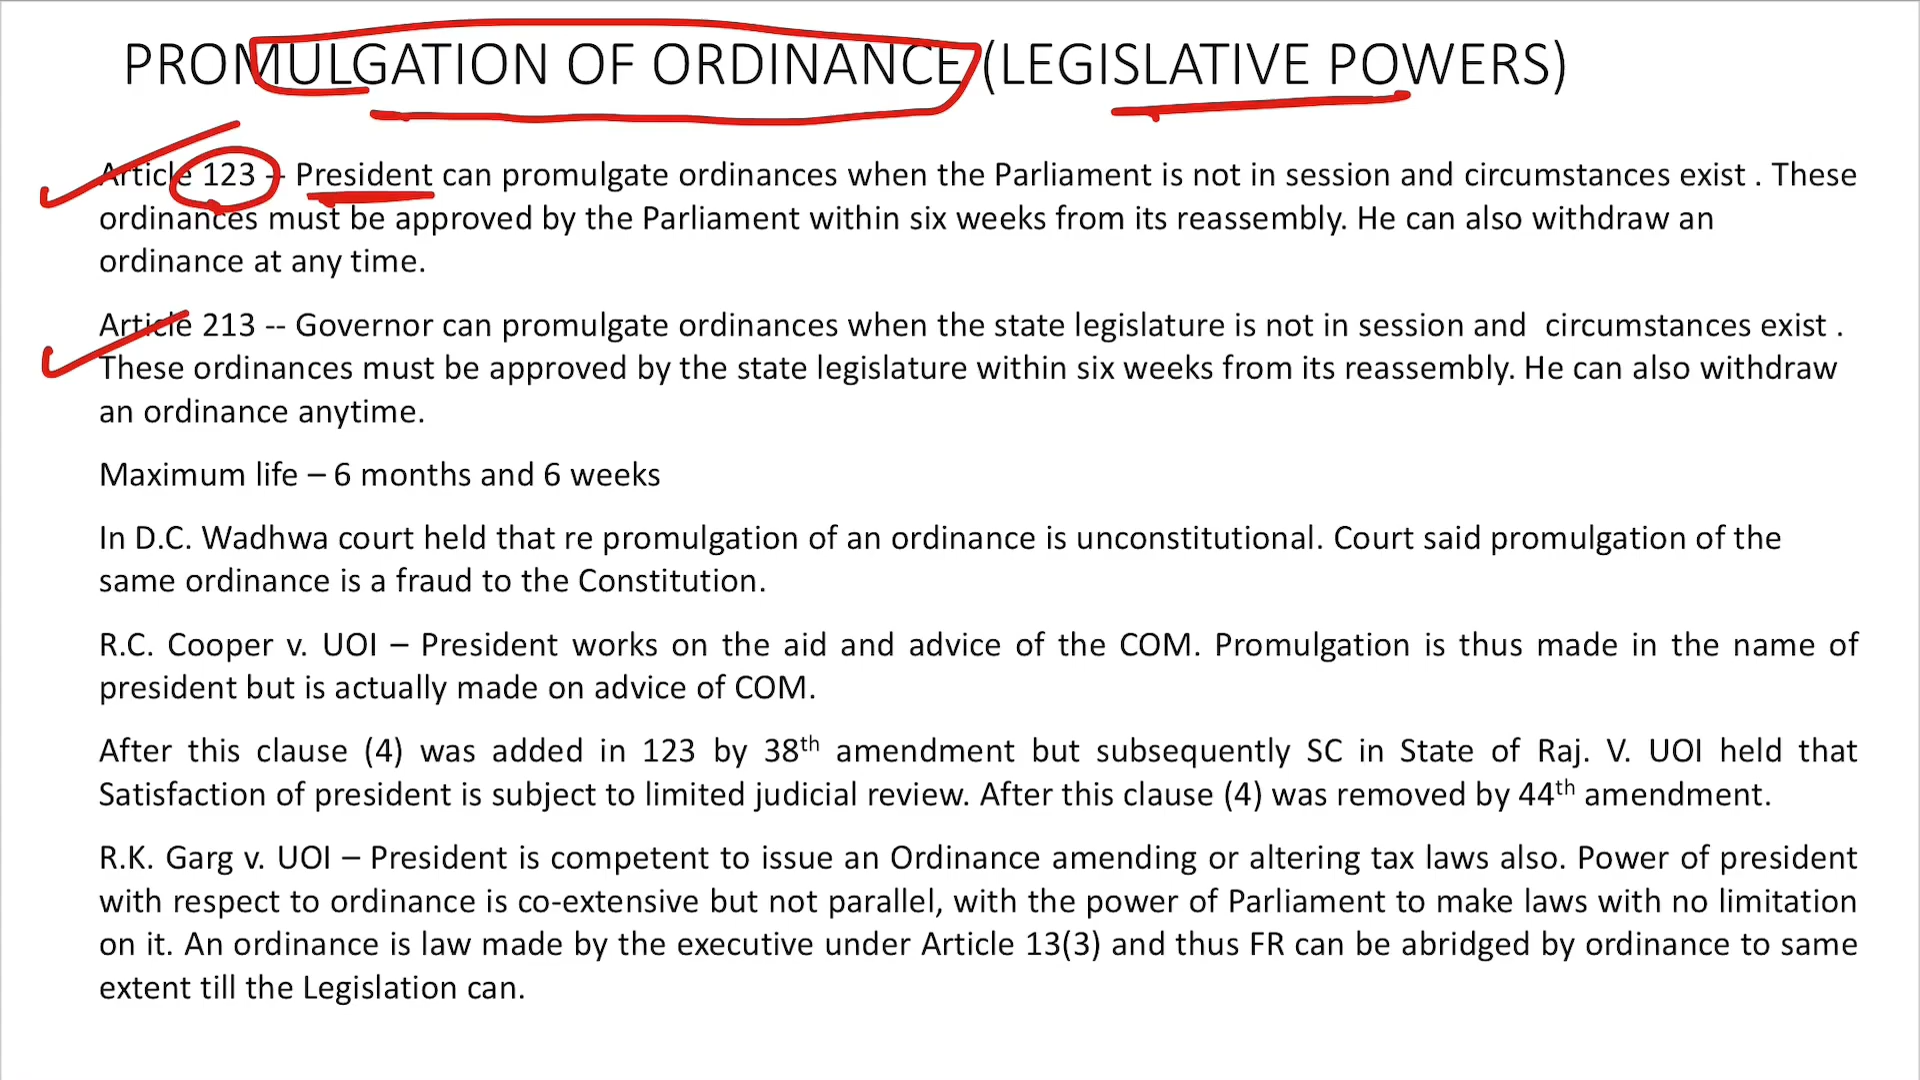 PROMULGATION OF ORDINANCE (LEGISLATIVE POWERS)
Article 123 – President can promulgate ordinances when the Parliament is not in session and circumstances exist . These
ordinances must be approved by the Parliament within six weeks from its reassembly. He can also withdraw an
ordinance at any time.
Article 213 -- Governor can promulgate ordinances when the state legislature is not in session and  circumstances exist .
These ordinances must be approved by the state legislature within six weeks from its reassembly. He can also withdraw
an ordinance anytime.
Maximum life – 6 months and 6 weeks
In D.C. Wadhwa court held that re promulgation of an ordinance is unconstitutional. Court said promulgation of the
same ordinance is a fraud to the Constitution.
R.C. Cooper v. UOI – President works on the aid and advice of the COM. Promulgation is thus made in the name of
president but is actually made on advice of COM.
After this clause (4) was added in 123 by 38th amendment but subsequently SC in State of Raj. V. UOI held that
Satisfaction of president is subject to limited judicial review. After this clause (4) was removed by 44th amendment.
R.K. Garg v. UOI – President is competent to issue an Ordinance amending or altering tax laws also. Power of president
with respect to ordinance is co-extensive but not parallel, with the power of Parliament to make laws with no limitation
on it. An ordinance is law made by the executive under Article 13(3) and thus FR can be abridged by ordinance to same
extent till the Legislation can.